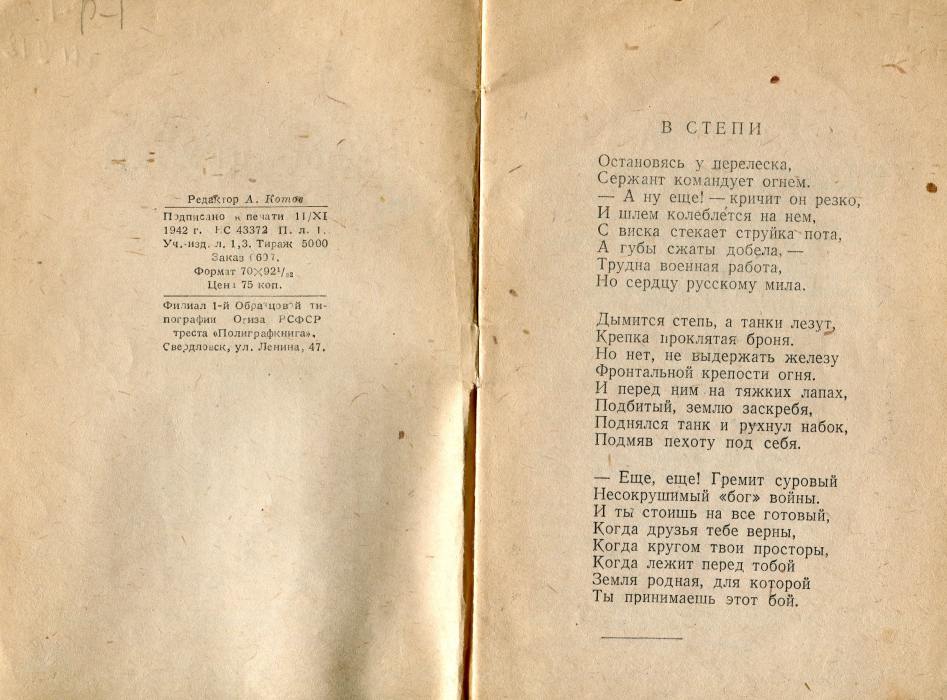 р-1
Редактор А. Котов
Подписано к печати 11/XI
1942 г. ЕС 43372 П. л. 1.
Уч.-изд. л. 1,3. Тираж 5000
Заказ
Формат 70×92¹/₃₂
Цена 75 коп.
Филиал 1-й Образцовой ти-
пографии Огиза РСФСР
треста «Полиграфкнига».
Свердловск, ул. Ленина, 47.
В СТЕПИ
Остановясь у перелеска,
Сержант командует огнем.
— А ну еще! — кричит он резко,
И шлем колеблется на нем,
С виска стекает струйка пота,
А губы сжаты добела, —
Трудна военная работа,
Но сердцу русскому мила.
Дымится степь, а танки лезут,
Крепка проклятая броня.
Но нет, не выдержать железу
Фронтальной крепости огня.
И перед ним на тяжких лапах,
Подбитый, землю заскребя,
Поднялся танк и рухнул набок,
Подмяв пехоту под себя.
— Еще, еще! Гремит суровый
Несокрушимый «бог» войны.
И ты стоишь на все готовый,
Когда друзья тебе верны,
Когда кругом твои просторы,
Когда лежит перед тобой
Земля родная, для которой
Ты принимаешь этот бой.